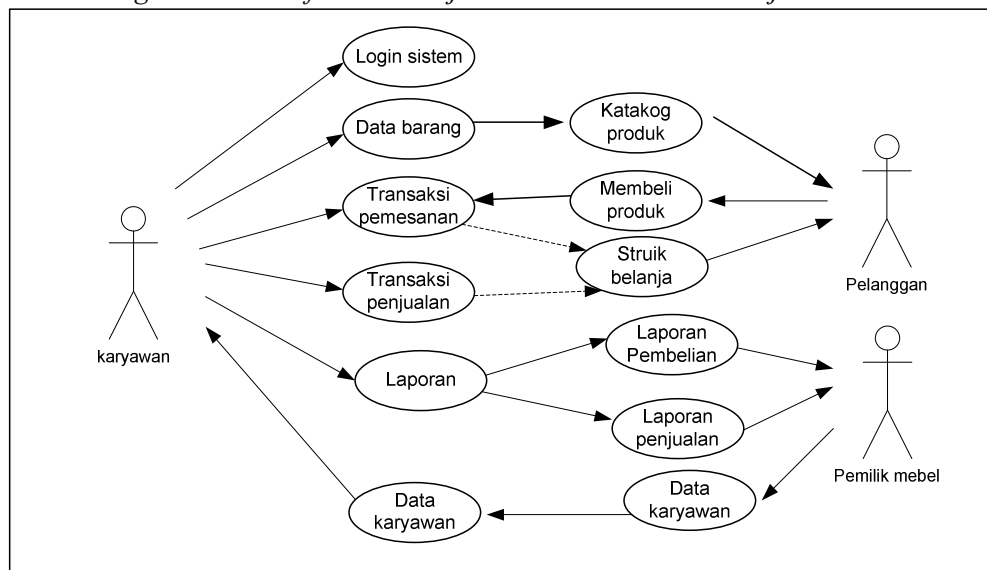 Login sistem
Data barang
Katakog
produk
Transaksi
pemesanan
Membeli
produk
Struik
belanja
Transaksi
penjualan
Pelanggan
karyawan
Laporan
Laporan
Pembelian
Laporan
penjualan
Pemilik mebel
Data
karyawan
Data
karyawan